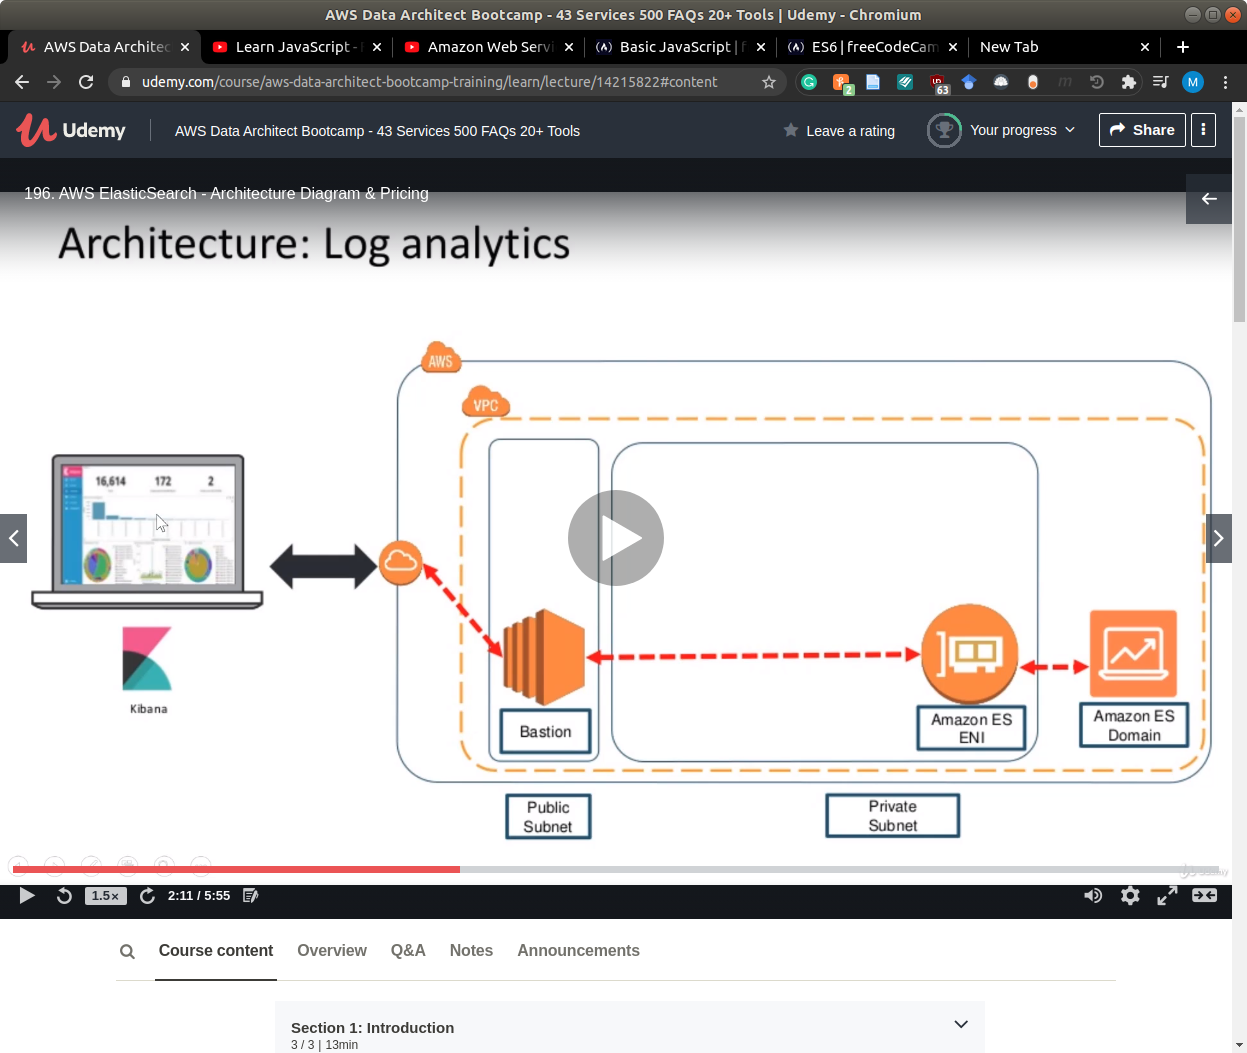 AWS Data Architect Bootcamp - 43 Services 500 FAQs 20+ Tools | Udemy - Chromium
AWS Data Architec
Learn JavaScript -
Amazon Web Servi
Basic JavaScript | f
ES6 | freeCodeCam
New Tab
udemy.com/course/aws-data-architect-bootcamp-training/learn/lecture/14215822#content
2
63
M
Udemy
AWS Data Architect Bootcamp - 43 Services 500 FAQs 20+ Tools
Leave a rating
Your progress
Share
196. AWS ElasticSearch - Architecture Diagram & Pricing
Architecture: Log analytics
AWS
VPC
16,614 172 2
Kibana
Bastion
Amazon ES
ENI
Amazon ES
Domain
Public
Subnet
Private
Subnet
1.5×
2:11 / 5:55
Course content
Overview
Q&A
Notes
Announcements
Section 1: Introduction
3 / 3 | 13min